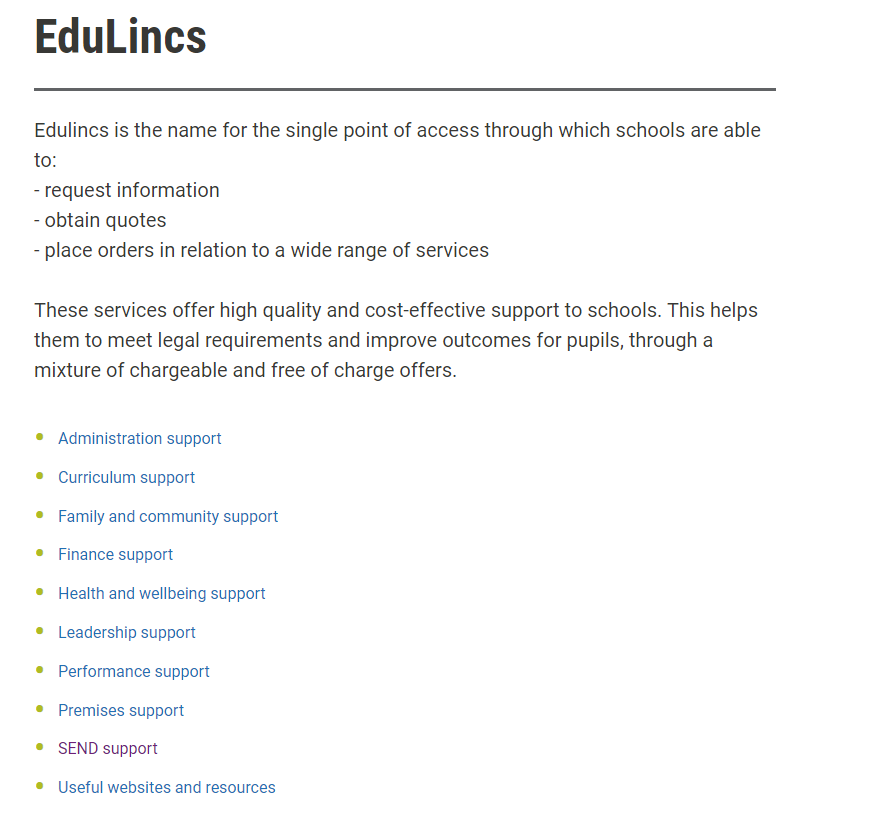 EduLincs
Edulincs is the name for the single point of access through which schools are able
to:
- request information
- obtain quotes
- place orders in relation to a wide range of services
These services offer high quality and cost-effective support to schools. This helps
them to meet legal requirements and improve outcomes for pupils, through a
mixture of chargeable and free of charge offers.
Administration support
Curriculum support
Family and community support
Finance support
Health and wellbeing support
Leadership support
Performance support
Premises support
SEND support
Useful websites and resources